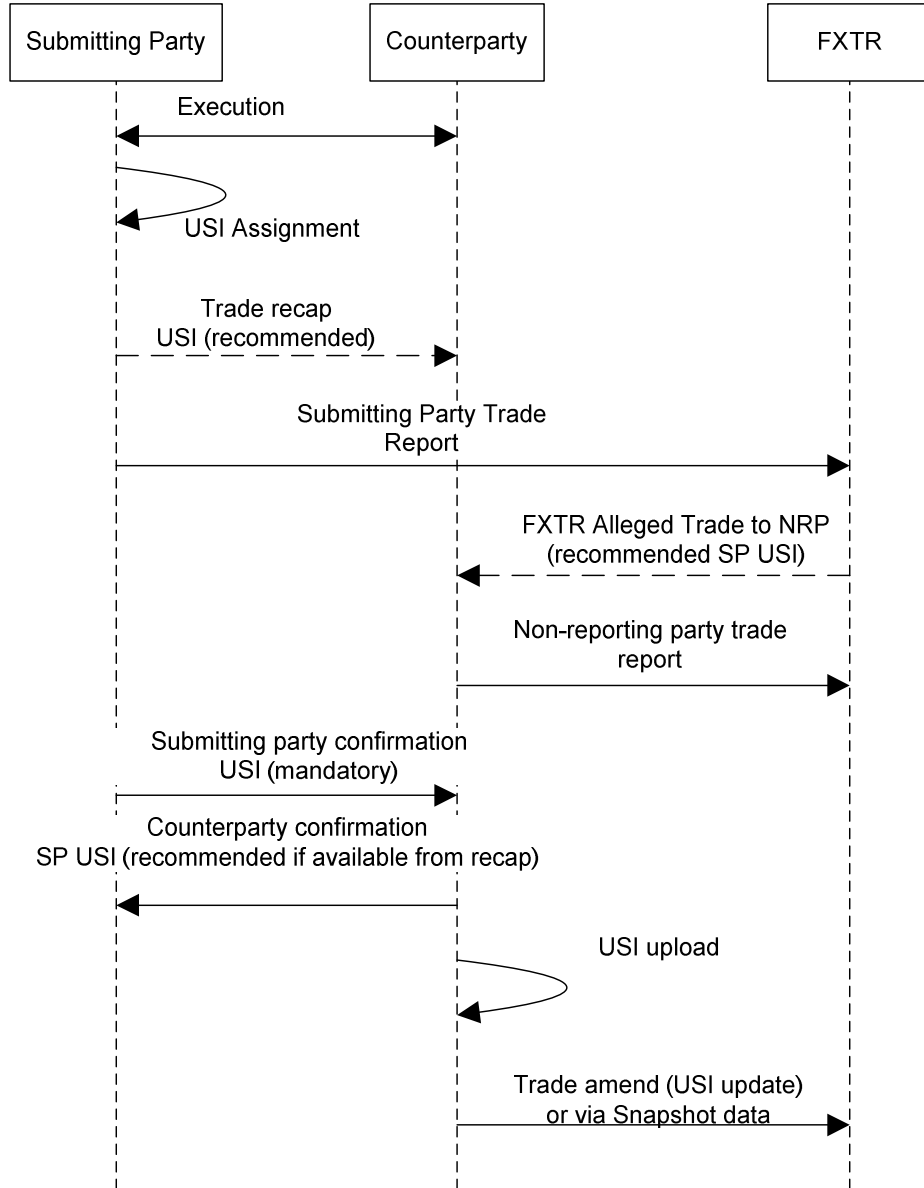 Submitting Party
Counterparty
FXTR
Execution
USI Assignment
Trade recap
USI (recommended)
Submitting Party Trade
Report
FXTR Alleged Trade to NRP
(recommended SP USI)
Non-reporting party trade
report
Submitting party confirmation
USI (mandatory)
Counterparty confirmation
SP USI (recommended if available from recap)
USI upload
Trade amend (USI update)
or via Snapshot data